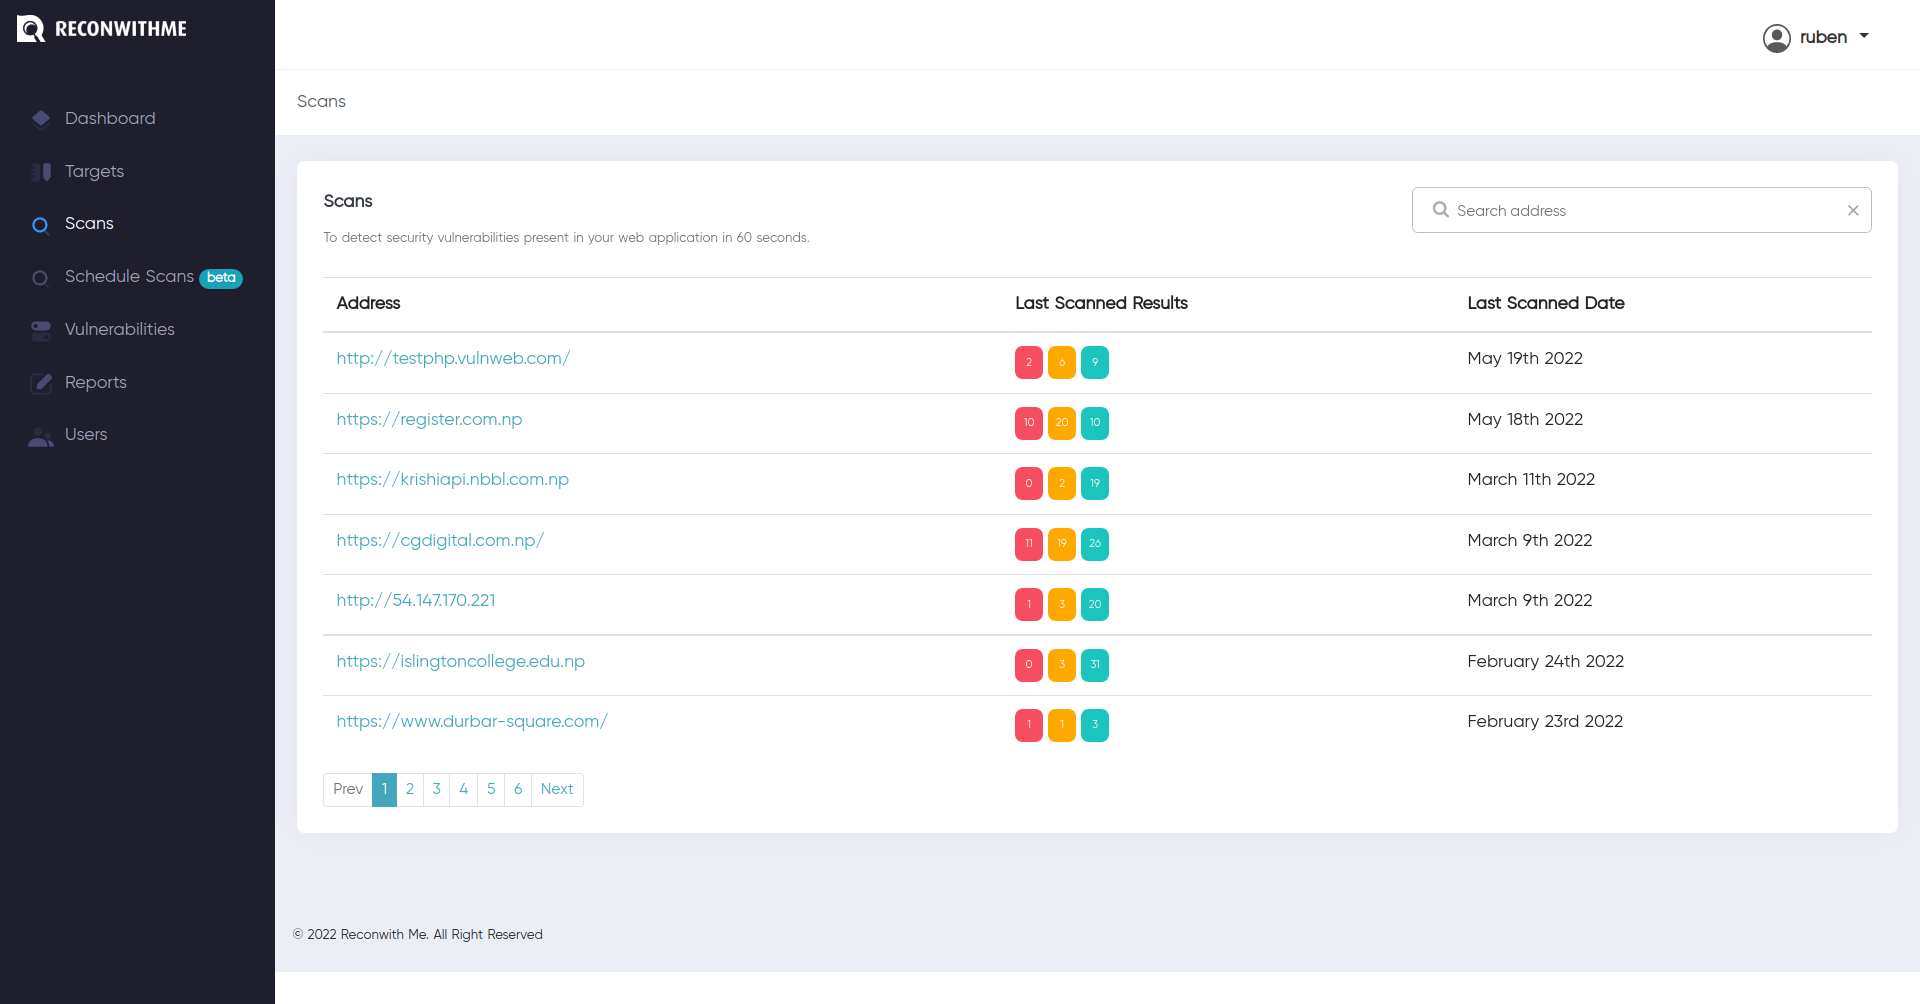 RECONWITHME
ruben
Dashboard
Targets
Scans
Schedule Scans beta
Vulnerabilities
Reports
Users
Scans
Scans
To detect security vulnerabilities present in your web application in 60 seconds.
Search address
Address Last Scanned Results Last Scanned Date
http://testphp.vulnweb.com/ 2 6 9 May 19th 2022
https://register.com.np 10 20 10 May 18th 2022
https://krishiapi.nbbl.com.np 0 2 19 March 11th 2022
https://cgdigital.com.np/ 11 19 26 March 9th 2022
http://54.147.170.221 1 3 20 March 9th 2022
https://islingtoncollege.edu.np 0 3 31 February 24th 2022
https://www.durbar-square.com/ 1 1 3 February 23rd 2022
Prev 1 2 3 4 5 6 Next
© 2022 Reconwith Me. All Right Reserved